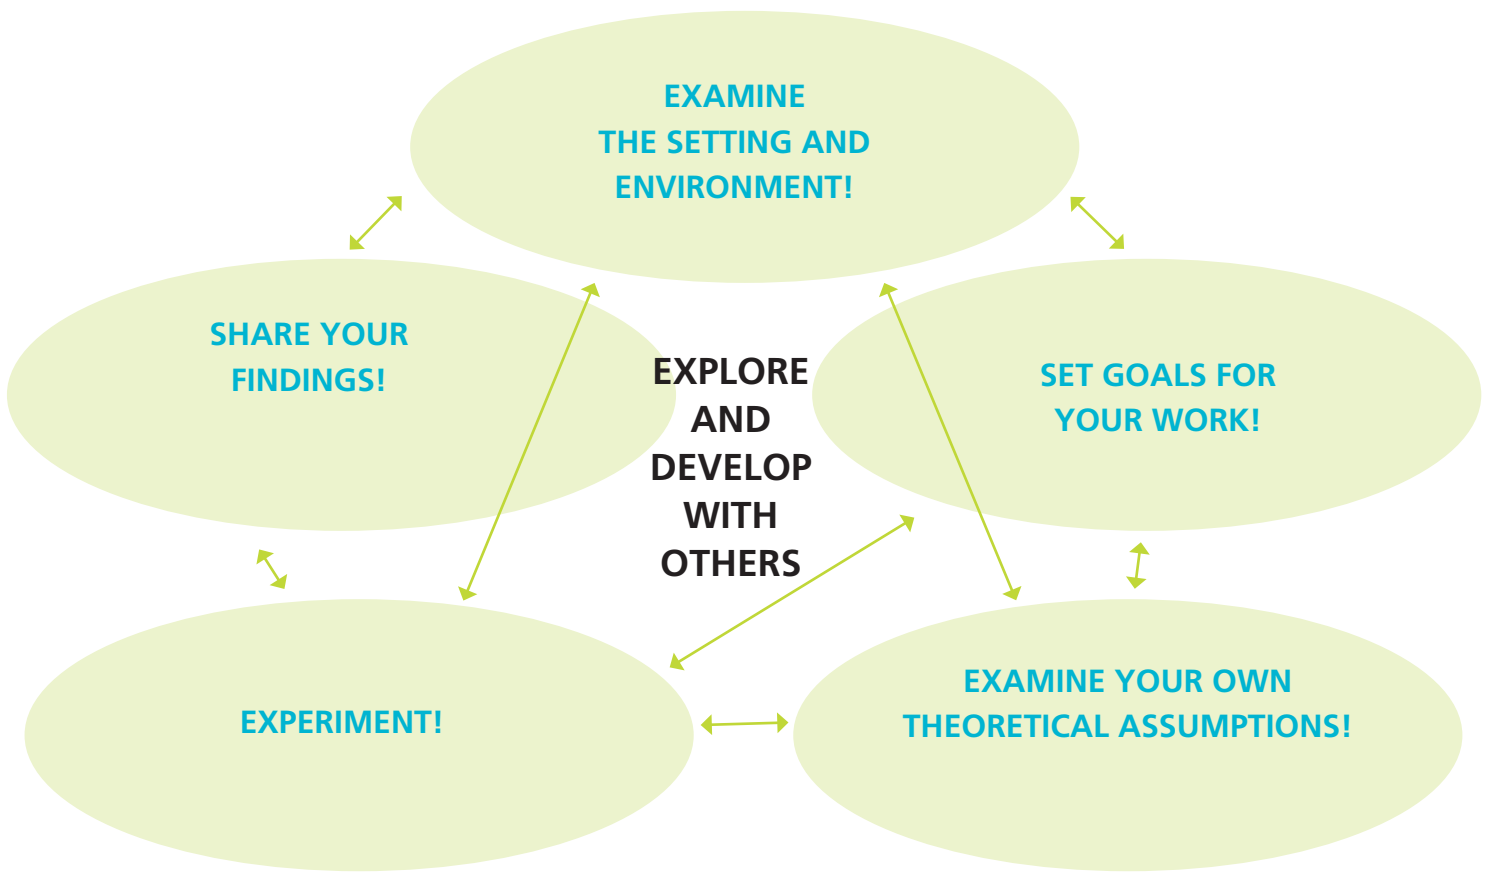 EXAMINE
THE SETTING AND
ENVIRONMENT!
SHARE YOUR
FINDINGS!
EXPLORE
AND
DEVELOP
WITH
OTHERS
SET GOALS FOR
YOUR WORK!
EXPERIMENT!
EXAMINE YOUR OWN
THEORETICAL ASSUMPTIONS!